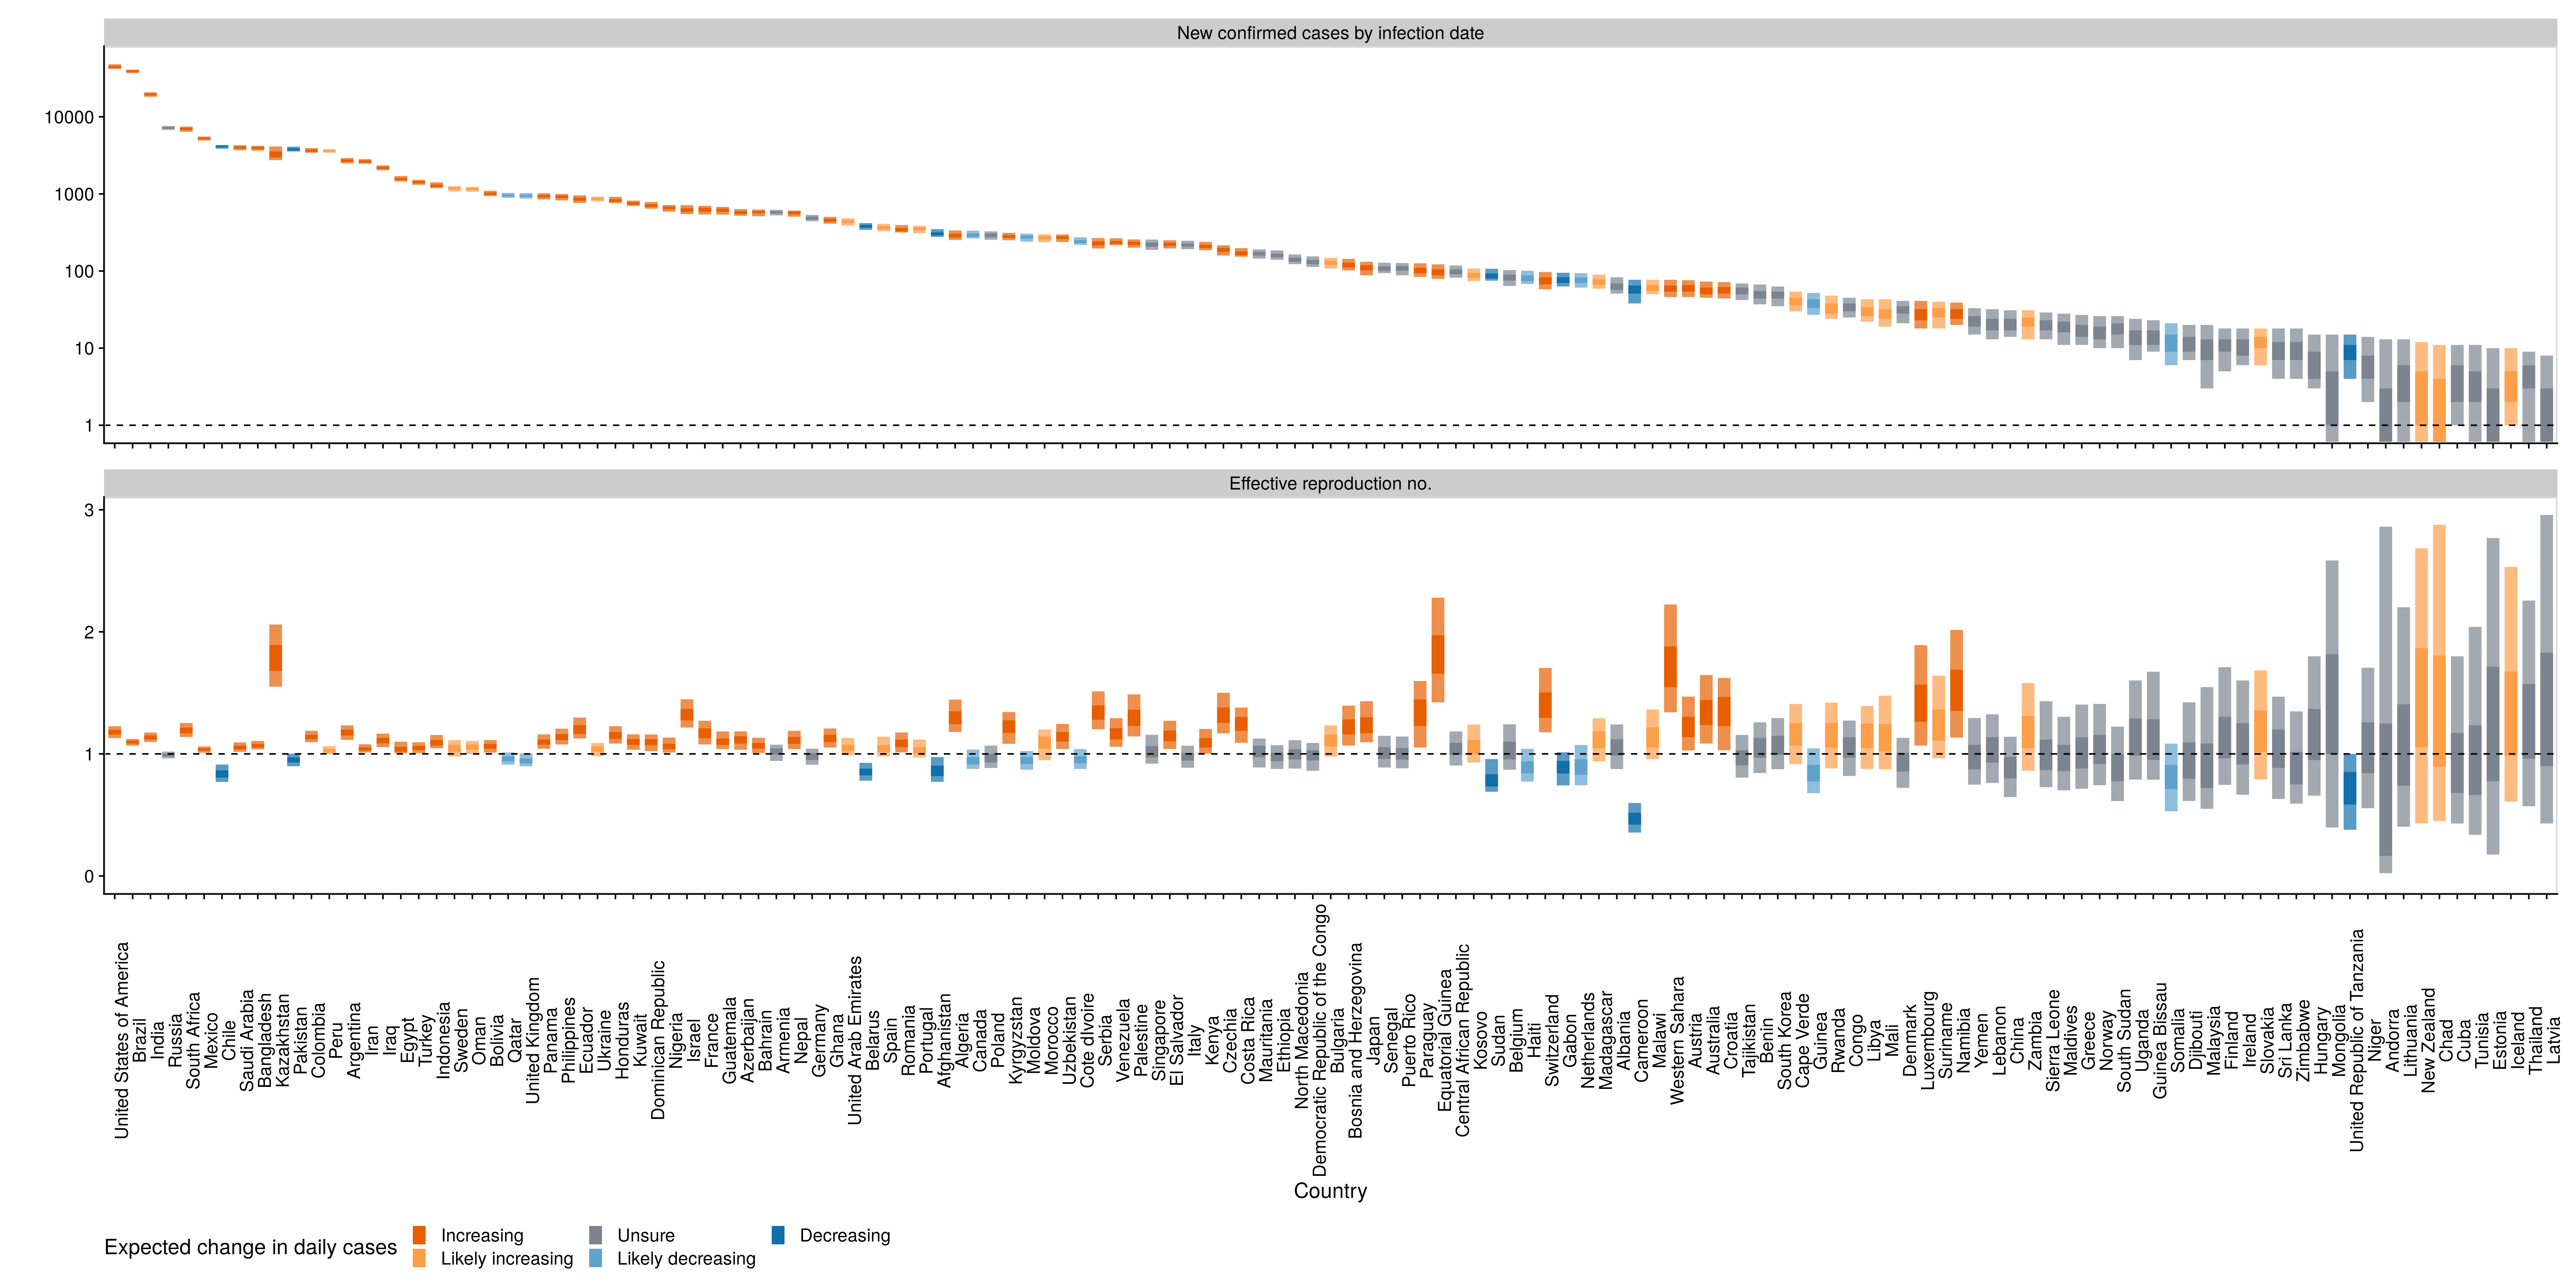 New confirmed cases by infection date
10000
1000
100
10
1
Effective reproduction no.
3
2
1
0
United States of America
Brazil
India
Russia
South Africa
Mexico
Chile
Saudi Arabia
Bangladesh
Kazakhstan
Pakistan
Colombia
Peru
Argentina
Iran
Iraq
Egypt
Turkey
Indonesia
Sweden
Oman
Bolivia
Qatar
United Kingdom
Panama
Philippines
Ecuador
Ukraine
Honduras
Kuwait
Dominican Republic
Nigeria
Israel
France
Guatemala
Azerbaijan
Bahrain
Armenia
Nepal
Germany
Ghana
United Arab Emirates
Belarus
Spain
Romania
Portugal
Afghanistan
Algeria
Canada
Poland
Kyrgyzstan
Moldova
Morocco
Uzbekistan
Cote dIvoire
Serbia
Venezuela
Palestine
Singapore
El Salvador
Italy
Kenya
Czechia
Costa Rica
Mauritania
Ethiopia
North Macedonia
Democratic Republic of the Congo
Bulgaria
Bosnia and Herzegovina
Japan
Senegal
Puerto Rico
Paraguay
Equatorial Guinea
Central African Republic
Kosovo
Sudan
Belgium
Haiti
Switzerland
Gabon
Netherlands
Madagascar
Albania
Cameroon
Malawi
Western Sahara
Austria
Australia
Croatia
Tajikistan
Benin
South Korea
Cape Verde
Guinea
Rwanda
Congo
Libya
Mali
Denmark
Luxembourg
Suriname
Namibia
Yemen
Lebanon
China
Zambia
Sierra Leone
Maldives
Greece
Norway
South Sudan
Uganda
Guinea Bissau
Somalia
Djibouti
Malaysia
Finland
Ireland
Slovakia
Sri Lanka
Zimbabwe
Hungary
Mongolia
United Republic of Tanzania
Niger
Andorra
Lithuania
New Zealand
Chad
Cuba
Tunisia
Estonia
Iceland
Thailand
Latvia
Country
Expected change in daily cases
Increasing
Unsure
Decreasing
Likely increasing
Likely decreasing